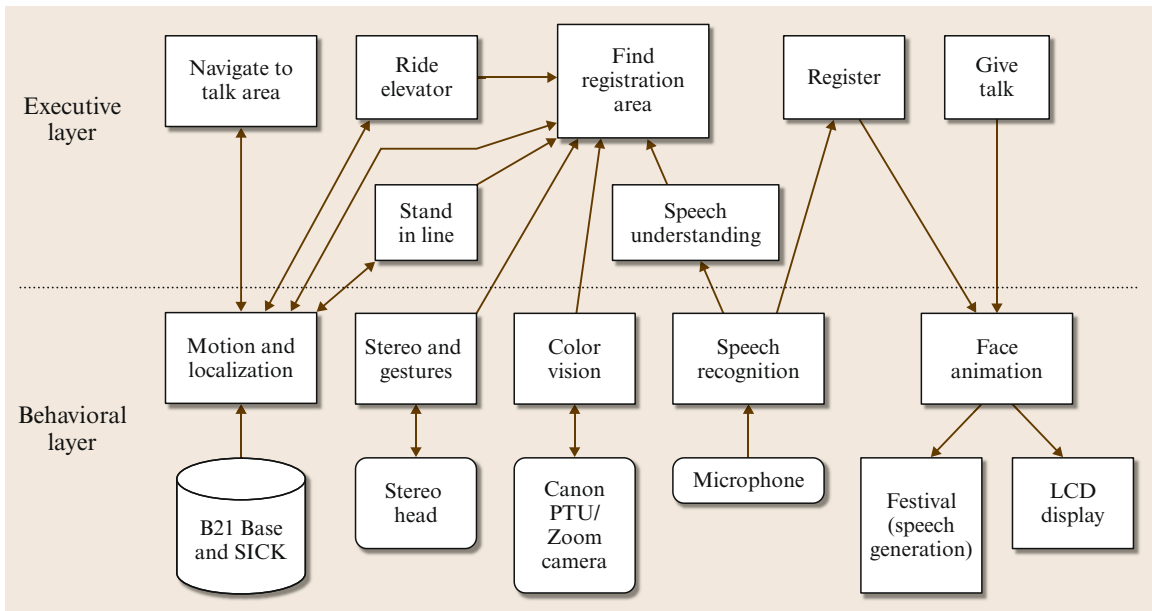 Executive
layer
Navigate to
talk area
Ride
elevator
Find
registration
area
Register
Give
talk
Stand
in line
Speech
understanding
Behavioral
layer
Motion and
localization
Stereo and
gestures
Color
vision
Speech
recognition
Face
animation
B21 Base
and SICK
Stereo
head
Canon
PTU/
Zoom
camera
Microphone
Festival
(speech
generation)
LCD
display